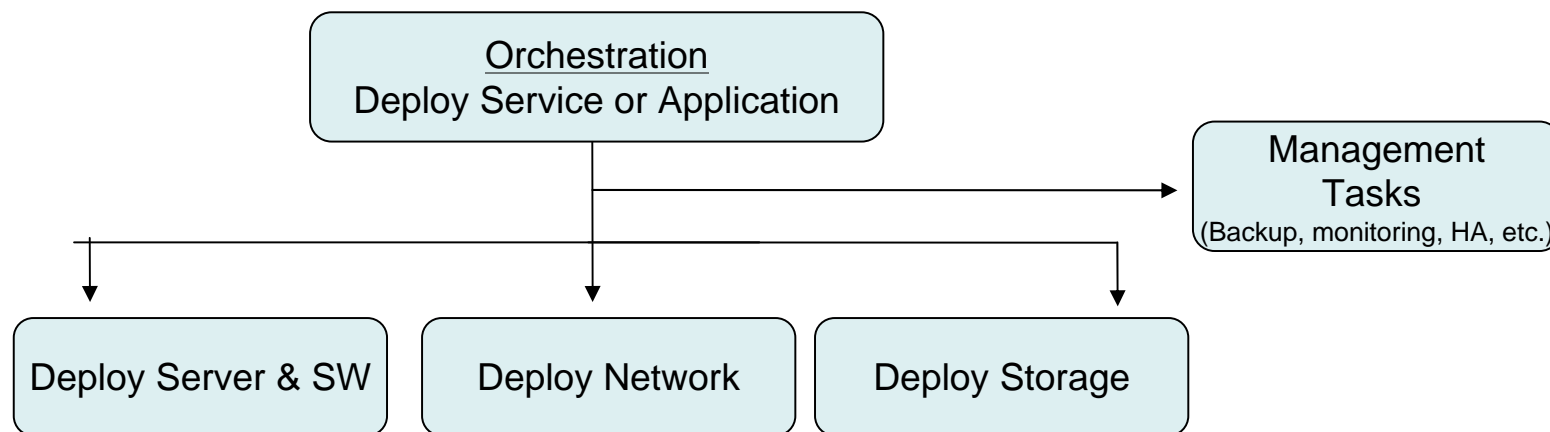 Orchestration
Deploy Service or Application
Management
Tasks
(Backup, monitoring, HA, etc.)
Deploy Server & SW
Deploy Network
Deploy Storage